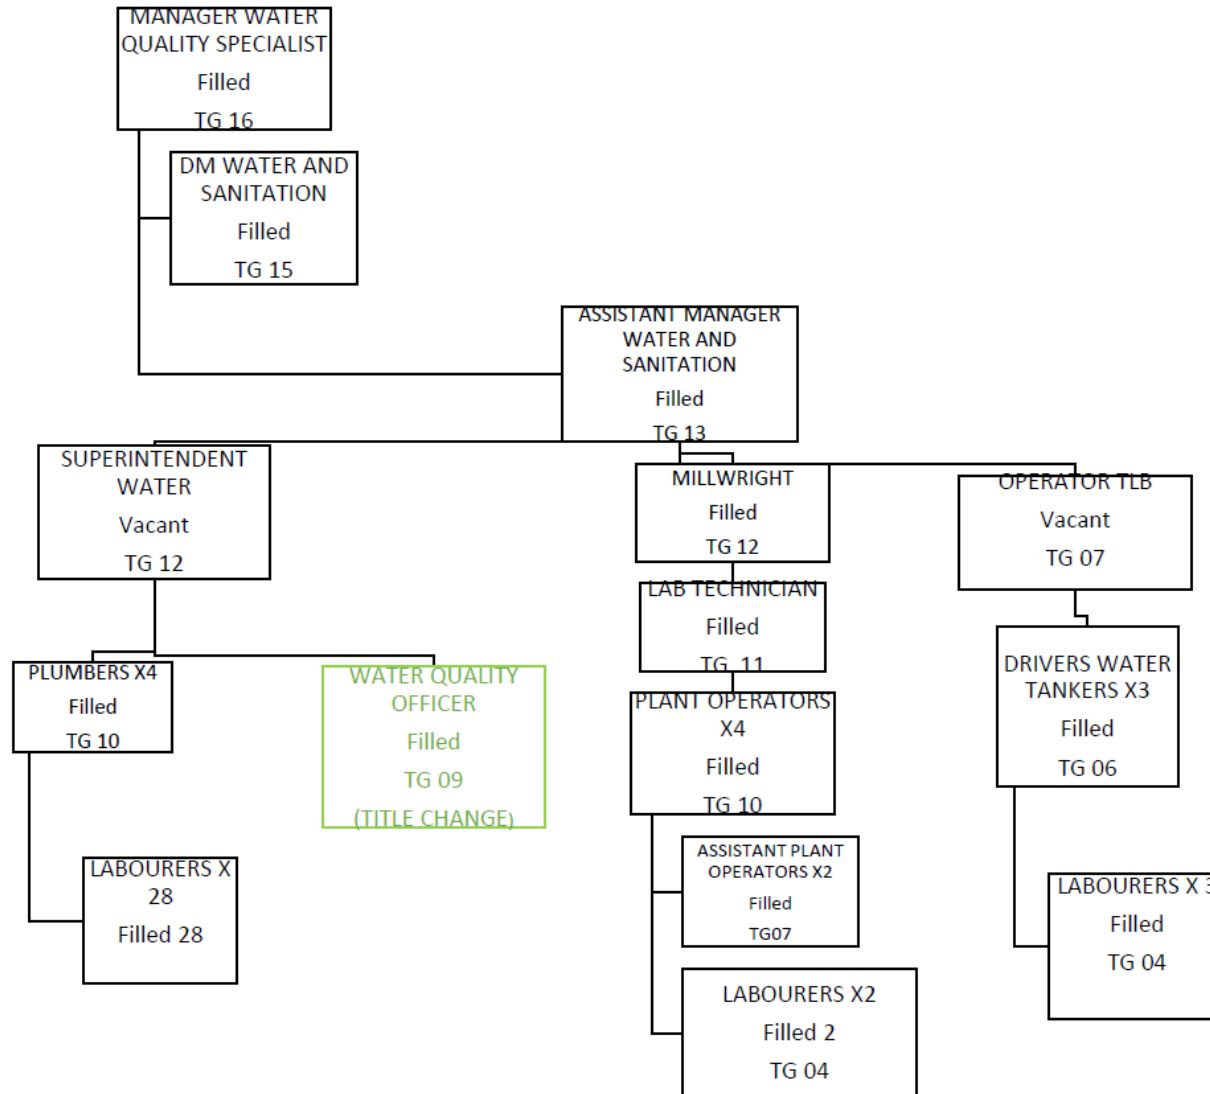 MANAGER WATER
QUALITY SPECIALIST
Filled
TG 16
DM WATER AND
SANITATION
Filled
TG 15
ASSISTANT MANAGER
WATER AND
SANITATION
Filled
TG 13
SUPERINTENDENT
WATER
Vacant
TG 12
MILLWRIGHT
Filled
TG 12
OPERATOR TLB
Vacant
TG 07
LAB TECHNICIAN
Filled
TG 11
DRIVERS WATER
TANKERS X3
Filled
TG 06
PLUMBERS X4
Filled
TG 10
WATER QUALITY
OFFICER
Filled
TG 09
(TITLE CHANGE)
PLANT OPERATORS
X4
Filled
TG 10
ASSISTANT PLANT
OPERATORS X2
Filled
TG07
LABOURERS X
28
Filled 28
LABOURERS X 3
Filled
TG 04
LABOURERS X2
Filled 2
TG 04